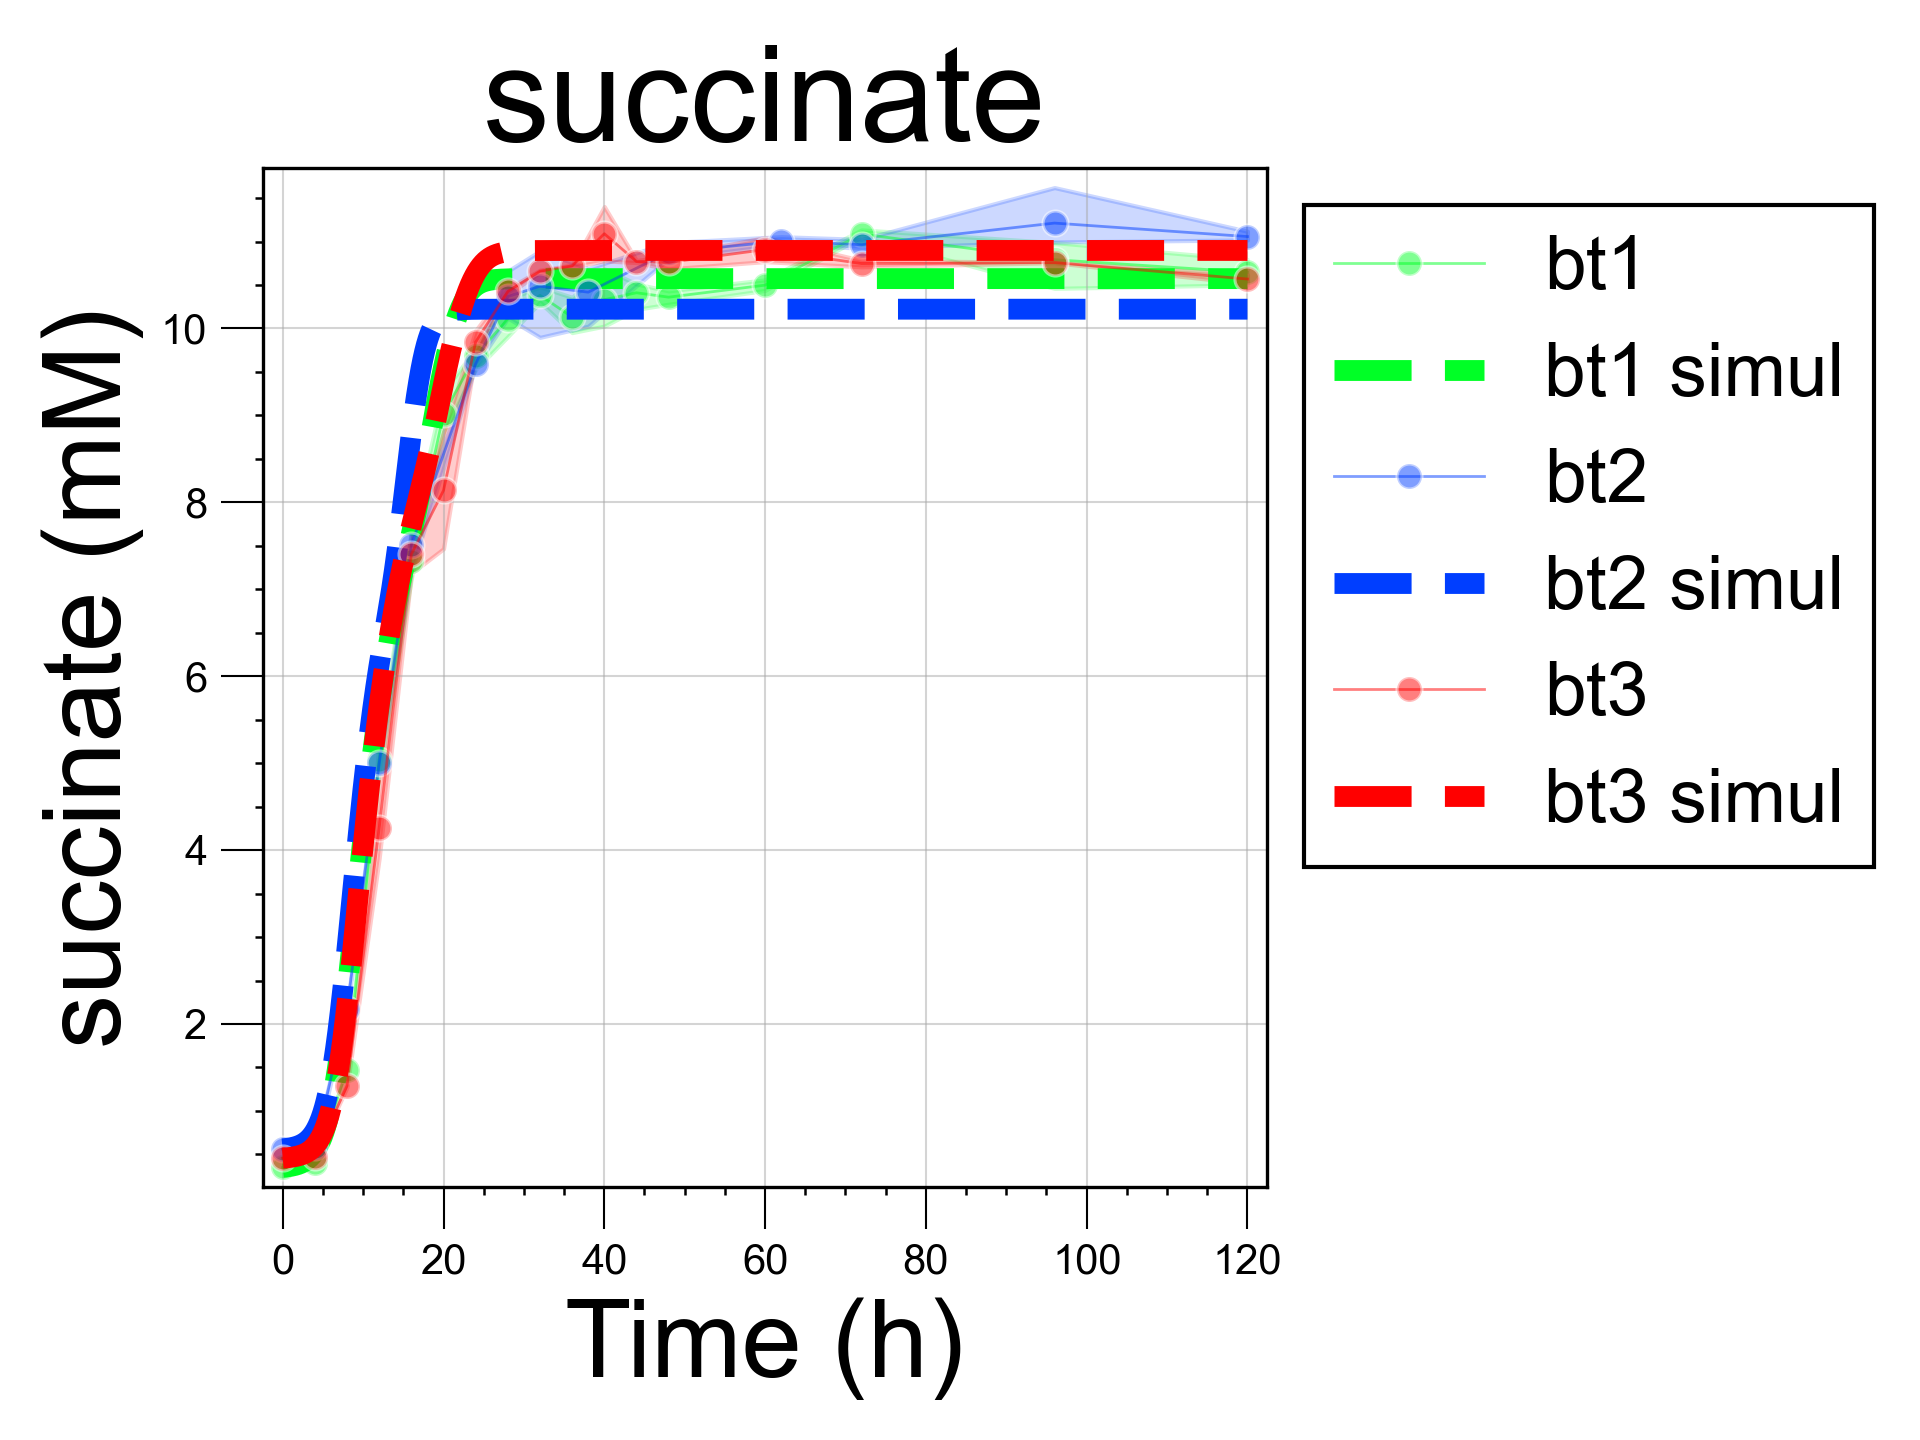 succinate
succinate (mM)
10
8
6
4
2
0 20 40 60 80 100 120
Time (h)
bt1
bt1 simul
bt2
bt2 simul
bt3
bt3 simul